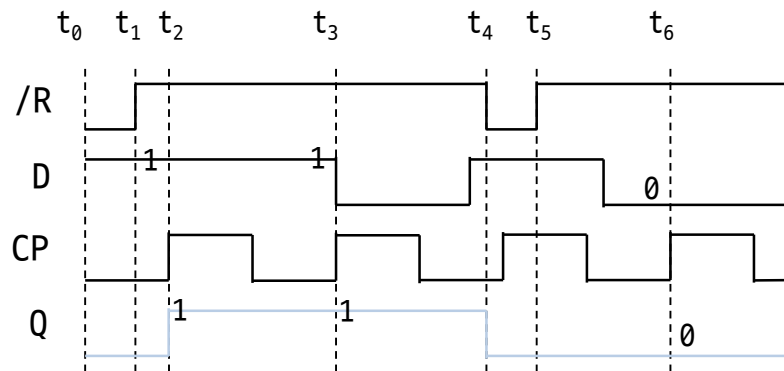 t₀ t₁ t₂ t₃ t₄ t₅ t₆
/R
D 1 1 0
CP
Q 1 1 0